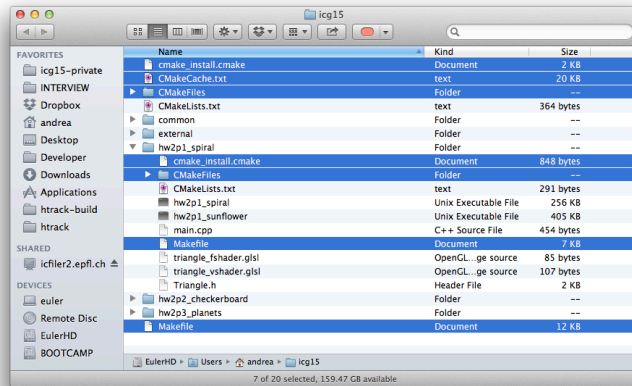 icg15
Name Kind Size
FAVORITES
icg15-private
INTERVIEW
Dropbox
andrea
Desktop
Developer
Downloads
Applications
htrack-build
htrack
SHARED
icfiler2.epfl.ch
DEVICES
euler
Remote Disc
EulerHD
BOOTCAMP
cmake_install.cmake Document 2 KB
CMakeCache.txt text 20 KB
CMakeFiles Folder --
CMakeLists.txt text 364 bytes
common Folder --
external Folder --
hw2p1_spiral Folder --
cmake_install.cmake Document 848 bytes
CMakeFiles Folder --
CMakeLists.txt text 291 bytes
hw2p1_spiral Unix Executable File 256 KB
hw2p1_sunflower Unix Executable File 405 KB
main.cpp C++ Source File 454 bytes
Makefile Document 7 KB
triangle_fshader.glsl OpenGL...ge source 85 bytes
triangle_vshader.glsl OpenGL...ge source 107 bytes
Triangle.h Header File 2 KB
hw2p2_checkerboard Folder --
hw2p3_planets Folder --
Makefile Document 12 KB
EulerHD Users andrea icg15
7 of 20 selected, 159.47 GB available